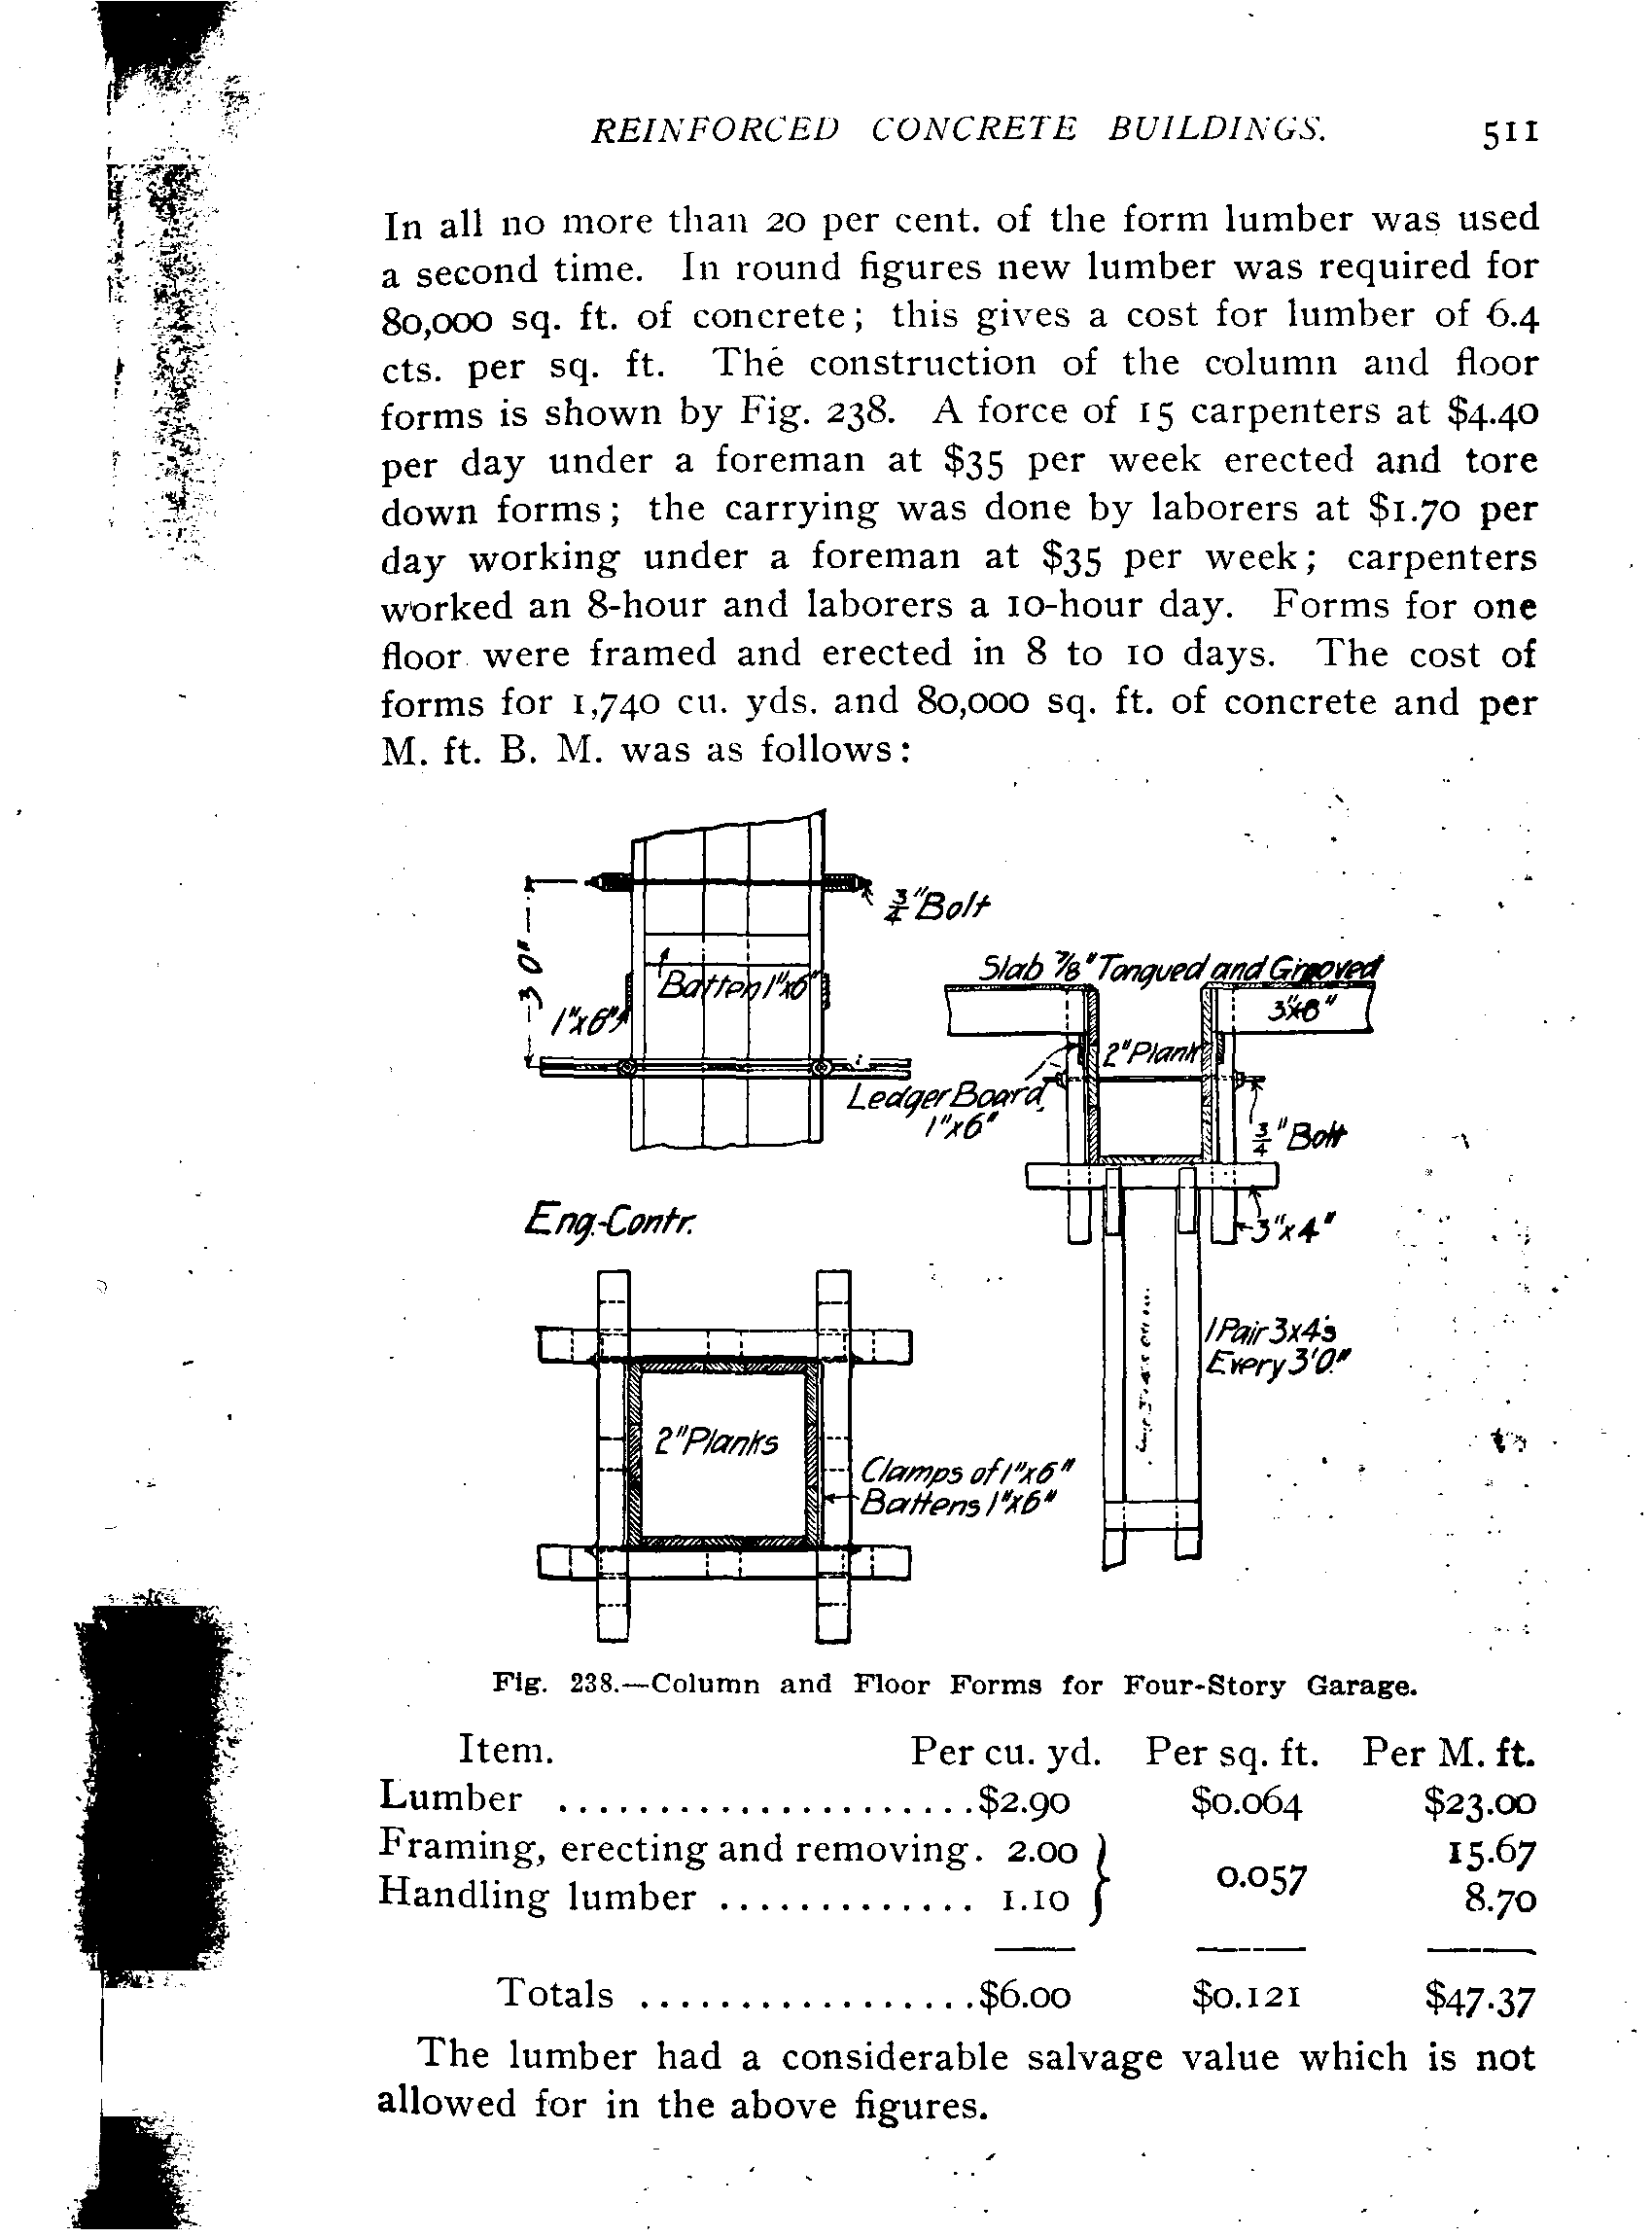 REINFORCED CONCRETE BUILDINGS. 511
In all no more than 20 per cent. of the form lumber was used
a second time. In round figures new lumber was required for
80,000 sq. ft. of concrete; this gives a cost for lumber of 6.4
cts. per sq. ft. The construction of the column and floor
forms is shown by Fig. 238. A force of 15 carpenters at $4.40
per day under a foreman at $35 per week erected and tore
down forms; the carrying was done by laborers at $1.70 per
day working under a foreman at $35 per week; carpenters
worked an 8-hour and laborers a 10-hour day. Forms for one
floor were framed and erected in 8 to 10 days. The cost of
forms for 1,740 cu. yds. and 80,000 sq. ft. of concrete and per
M. ft. B. M. was as follows:
3/4" Bolt
3' 0"
Batten 1"x6"
1"x6"
Slab 7/8" Tongued and Grooved
3"x8"
2" Plank
Ledger Board
1"x6"
3/4" Bolt
Eng.-Contr.
3"x4"
1 Pair 3x4's
Every 3'0"
2" Planks
Clamps of 1"x6"
Battens 1"x6"
Fig. 238.—Column and Floor Forms for Four-Story Garage.
Item. Per cu. yd. Per sq. ft. Per M. ft.
Lumber .....................$2.90 $0.064 $23.00
Framing, erecting and removing. 2.00 } 0.057 15.67
Handling lumber ............. 1.10 8.70
Totals .................$6.00 $0.121 $47.37
The lumber had a considerable salvage value which is not
allowed for in the above figures.